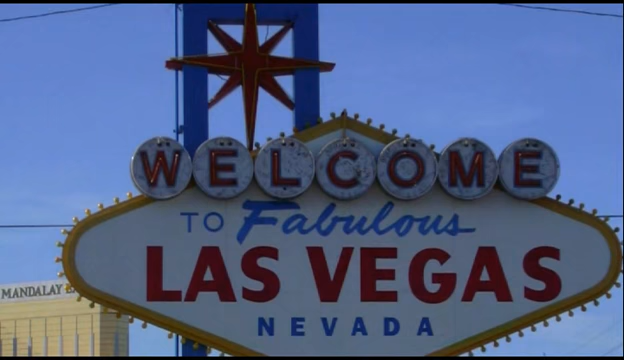 WELCOME
TO Fabulous
LAS VEGAS
NEVADA
MANDALAY